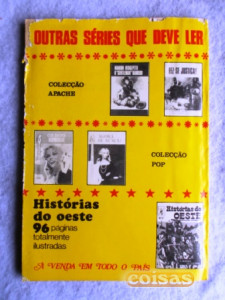 OUTRAS SÉRIES QUE DEVE LER
COLECÇÃO
APACHE
COLECÇÃO
POP
Histórias
do oeste
96 páginas
totalmente
ilustradas
Histórias do
OESTE
À VENDA EM TODO O PAÍS
coisas